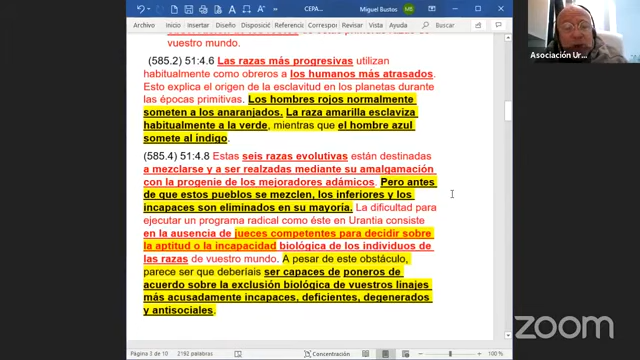 CEPA...
Miguel Bustos
MB
Archivo
Inicio
Insertar
Dibujar
Diseño
Disposición
Referencia
Correspon
Revisar
vuestro mundo.
(585.2) 51:4.6 Las razas más progresivas utilizan
habitualmente como obreros a los humanos más atrasados.
Esto explica el origen de la esclavitud en los planetas durante
las épocas primitivas. Los hombres rojos normalmente
someten a los anaranjados. La raza amarilla esclaviza
habitualmente a la verde, mientras que el hombre azul
somete al índigo.
(585.4) 51:4.8 Estas seis razas evolutivas están destinadas
a mezclarse y a ser realzadas mediante su amalgamación
con la progenie de los mejoradores adámicos. Pero antes
de que estos pueblos se mezclen, los inferiores y los
incapaces son eliminados en su mayoría. La dificultad para
ejecutar un programa radical como éste en Urantia consiste
en la ausencia de jueces competentes para decidir sobre
la aptitud o la incapacidad biológica de los individuos de
las razas de vuestro mundo. A pesar de este obstáculo,
parece ser que deberíais ser capaces de poneros de
acuerdo sobre la exclusión biológica de vuestros linajes
más acusadamente incapaces, deficientes, degenerados
y antisociales.
Página 3 de 10
2192 palabras
Concentración
100 %
Asociación Ur...
zoom